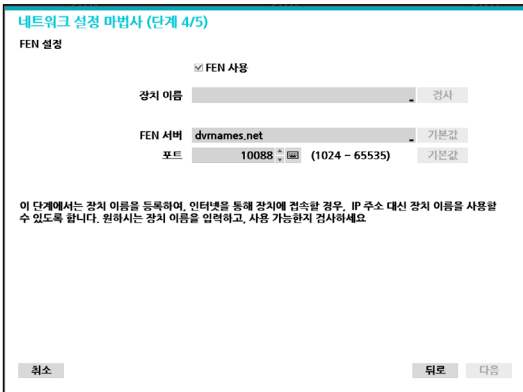 네트워크 설정 마법사 (단계 4/5)
FEN 설정
FEN 사용
장치 이름 검사
FEN 서버 dvrnames.net 기본값
포트 10088 (1024 ~ 65535) 기본값
이 단계에서는 장치 이름을 등록하여, 인터넷을 통해 장치에 접속할 경우, IP 주소 대신 장치 이름을 사용할
수 있도록 합니다. 원하시는 장치 이름을 입력하고, 사용 가능한지 검사하세요
취소 뒤로 다음